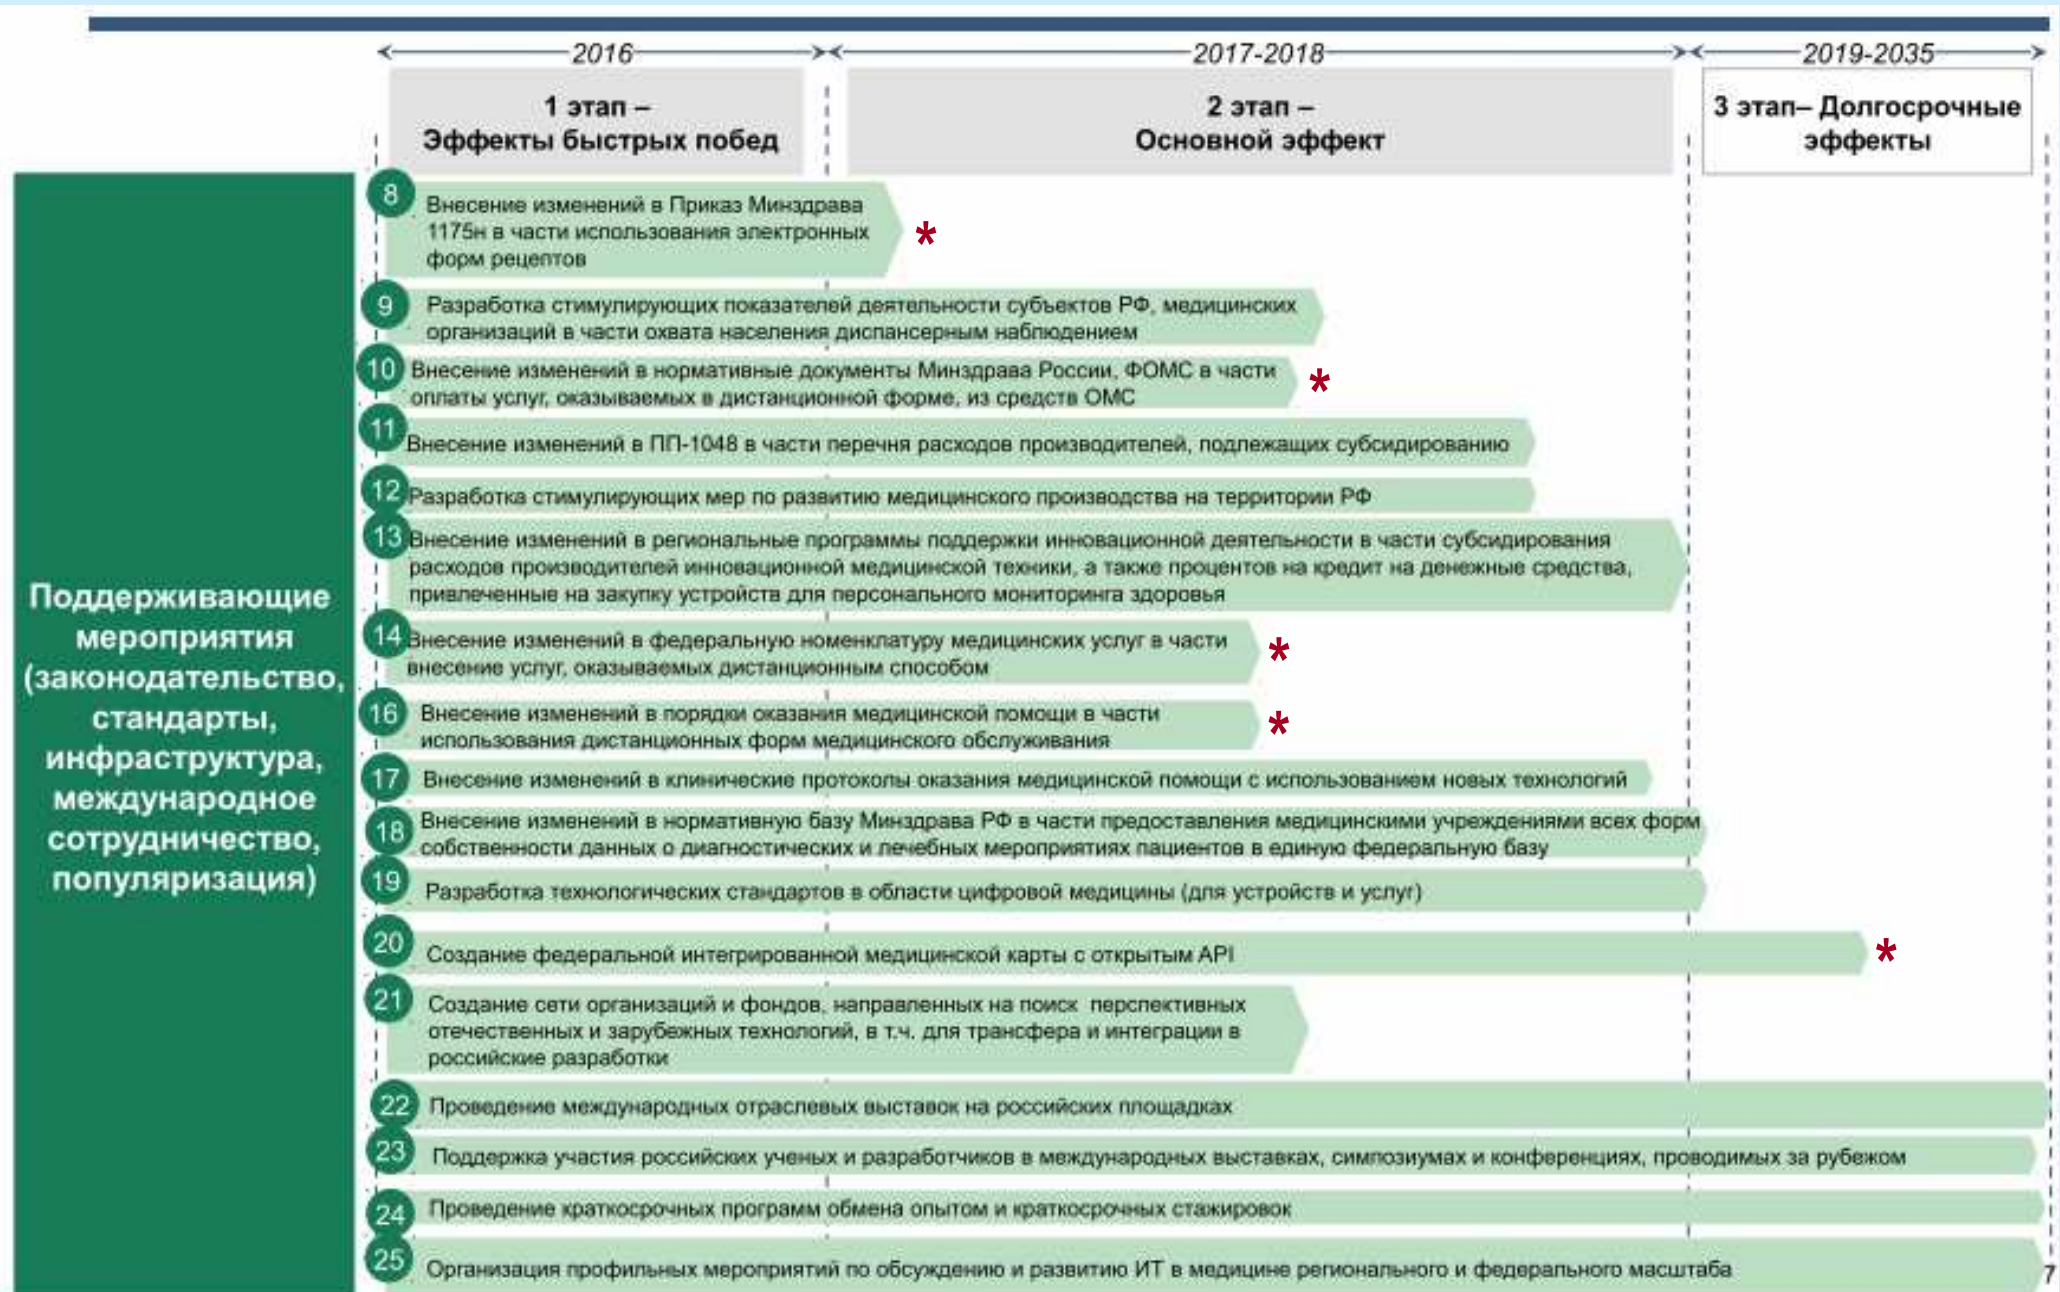 2016
2017-2018
2019-2035
1 этап –
Эффекты быстрых побед
2 этап –
Основной эффект
3 этап– Долгосрочные
эффекты
Поддерживающие
мероприятия
(законодательство,
стандарты,
инфраструктура,
международное
сотрудничество,
популяризация)
8
Внесение изменений в Приказ Минздрава
1175н в части использования электронных
форм рецептов
*
9
Разработка стимулирующих показателей деятельности субъектов РФ, медицинских
организаций в части охвата населения диспансерным наблюдением
10
Внесение изменений в нормативные документы Минздрава России, ФОМС в части
оплаты услуг, оказываемых в дистанционной форме, из средств ОМС
*
11
Внесение изменений в ПП-1048 в части перечня расходов производителей, подлежащих субсидированию
12
Разработка стимулирующих мер по развитию медицинского производства на территории РФ
13
Внесение изменений в региональные программы поддержки инновационной деятельности в части субсидирования
расходов производителей инновационной медицинской техники, а также процентов на кредит на денежные средства,
привлеченные на закупку устройств для персонального мониторинга здоровья
14
Внесение изменений в федеральную номенклатуру медицинских услуг в части
внесение услуг, оказываемых дистанционным способом
*
16
Внесение изменений в порядки оказания медицинской помощи в части
использования дистанционных форм медицинского обслуживания
*
17
Внесение изменений в клинические протоколы оказания медицинской помощи с использованием новых технологий
18
Внесение изменений в нормативную базу Минздрава РФ в части предоставления медицинскими учреждениями всех форм
собственности данных о диагностических и лечебных мероприятиях пациентов в единую федеральную базу
19
Разработка технологических стандартов в области цифровой медицины (для устройств и услуг)
20
Создание федеральной интегрированной медицинской карты с открытым API
*
21
Создание сети организаций и фондов, направленных на поиск перспективных
отечественных и зарубежных технологий, в т.ч. для трансфера и интеграции в
российские разработки
22
Проведение международных отраслевых выставок на российских площадках
23
Поддержка участия российских ученых и разработчиков в международных выставках, симпозиумах и конференциях, проводимых за рубежом
24
Проведение краткосрочных программ обмена опытом и краткосрочных стажировок
25
Организация профильных мероприятий по обсуждению и развитию ИТ в медицине регионального и федерального масштаба
7